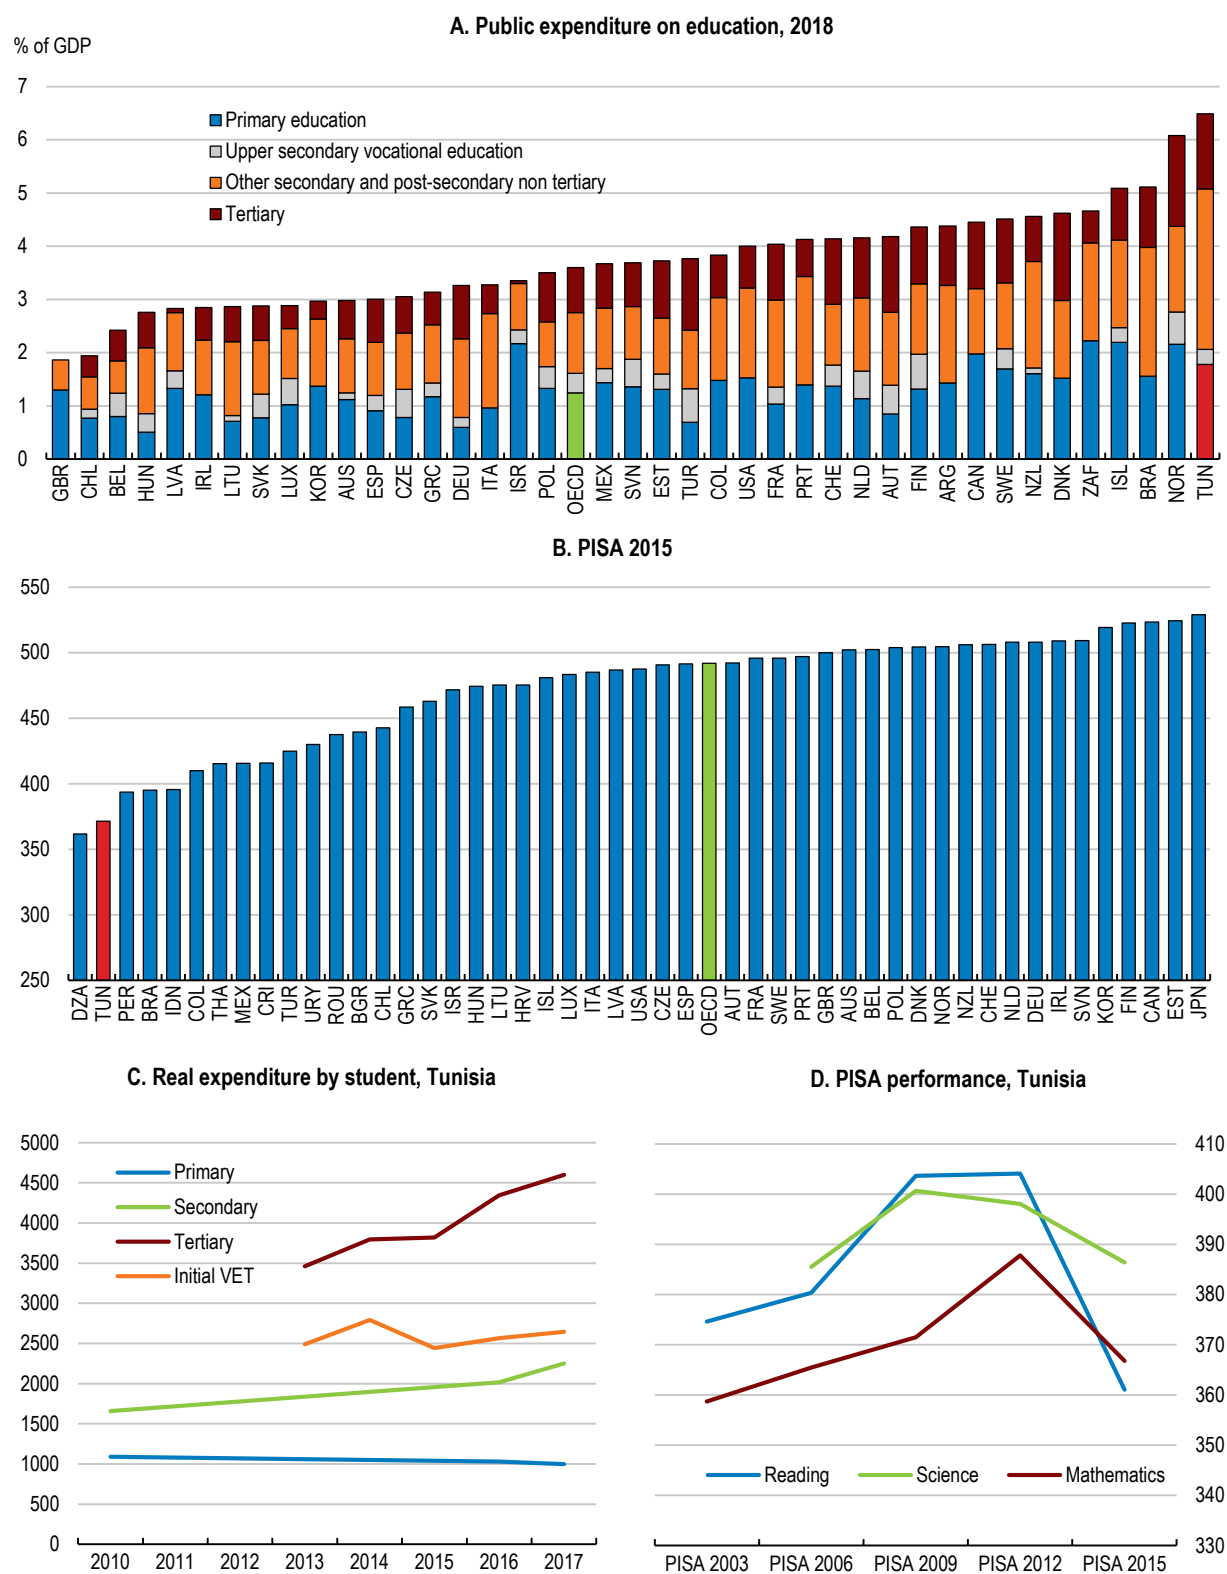 A. Public expenditure on education, 2018
% of GDP
7
6
5
4
3
2
1
0
Primary education
Upper secondary vocational education
Other secondary and post-secondary non tertiary
Tertiary
GBR CHL BEL HUN LVA IRL LTU SVK LUX KOR AUS ESP CZE GRC DEU ITA ISR POL OECD MEX SVN EST TUR COL USA FRA PRT CHE NLD AUT FIN ARG CAN SWE NZL DNK ZAF ISL BRA NOR TUN
B. PISA 2015
550
500
450
400
350
300
250
DZA TUN PER BRA IDN COL THA MEX CRI TUR URY ROU BGR CHL GRC SVK ISR HUN LTU HRV ISL LUX ITA LVA USA CZE ESP OECD AUT FRA SWE PRT GBR AUS BEL POL DNK NOR NZL CHE NLD DEU IRL SVN KOR FIN CAN EST JPN
C. Real expenditure by student, Tunisia
5000
4500
4000
3500
3000
2500
2000
1500
1000
500
0
Primary
Secondary
Tertiary
Initial VET
2010 2011 2012 2013 2014 2015 2016 2017
D. PISA performance, Tunisia
410
400
390
380
370
360
350
340
330
Reading Science Mathematics
PISA 2003 PISA 2006 PISA 2009 PISA 2012 PISA 2015